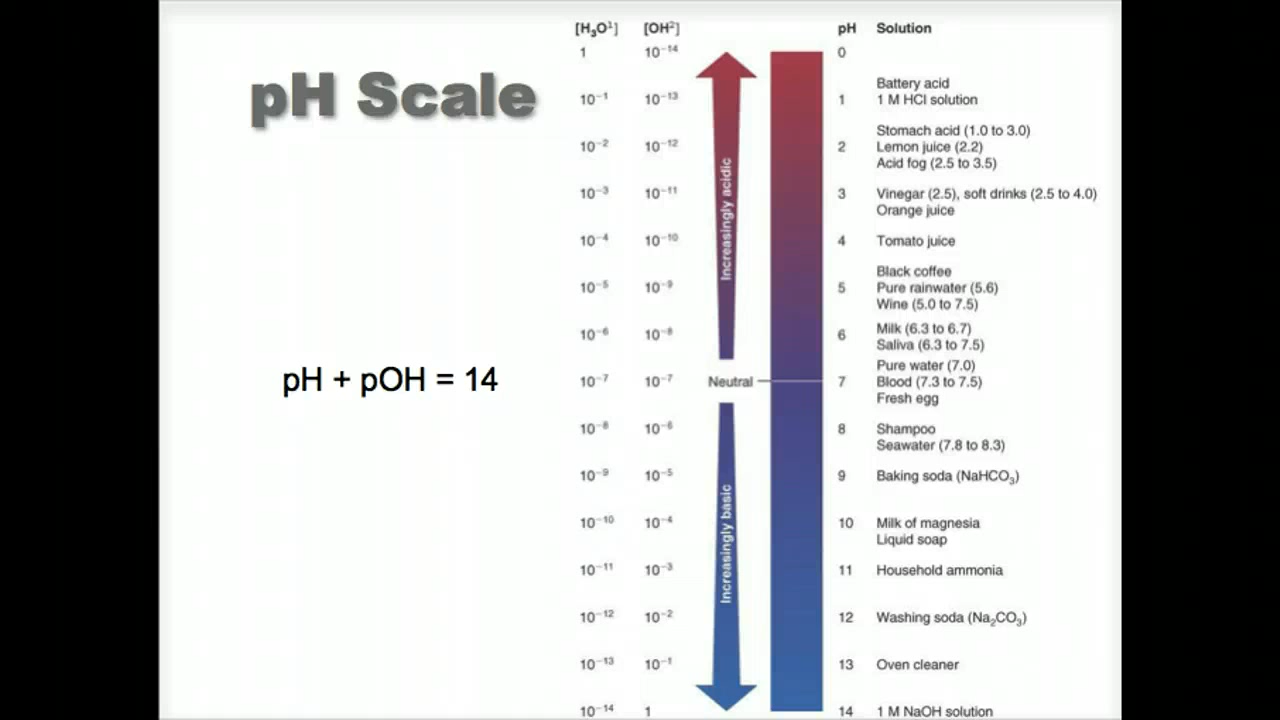 pH Scale
pH + pOH = 14
[H₃O¹] [OH²] pH Solution
1 10⁻¹⁴ 0
Battery acid
10⁻¹ 10⁻¹³ 1 1 M HCl solution
Stomach acid (1.0 to 3.0)
10⁻² 10⁻¹² 2 Lemon juice (2.2)
Acid fog (2.5 to 3.5)
10⁻³ 10⁻¹¹ 3 Vinegar (2.5), soft drinks (2.5 to 4.0)
Orange juice
Increasingly acidic
10⁻⁴ 10⁻¹⁰ 4 Tomato juice
Black coffee
10⁻⁵ 10⁻⁹ 5 Pure rainwater (5.6)
Wine (5.0 to 7.5)
Milk (6.3 to 6.7)
10⁻⁶ 10⁻⁸ 6
Saliva (6.3 to 7.5)
Pure water (7.0)
10⁻⁷ 10⁻⁷ Neutral 7 Blood (7.3 to 7.5)
Fresh egg
10⁻⁸ 10⁻⁶ 8 Shampoo
Seawater (7.8 to 8.3)
10⁻⁹ 10⁻⁵ 9 Baking soda (NaHCO₃)
10⁻¹⁰ 10⁻⁴ 10 Milk of magnesia
Liquid soap
Increasingly basic
10⁻¹¹ 10⁻³ 11 Household ammonia
10⁻¹² 10⁻² 12 Washing soda (Na₂CO₃)
10⁻¹³ 10⁻¹ 13 Oven cleaner
10⁻¹⁴ 1 14 1 M NaOH solution